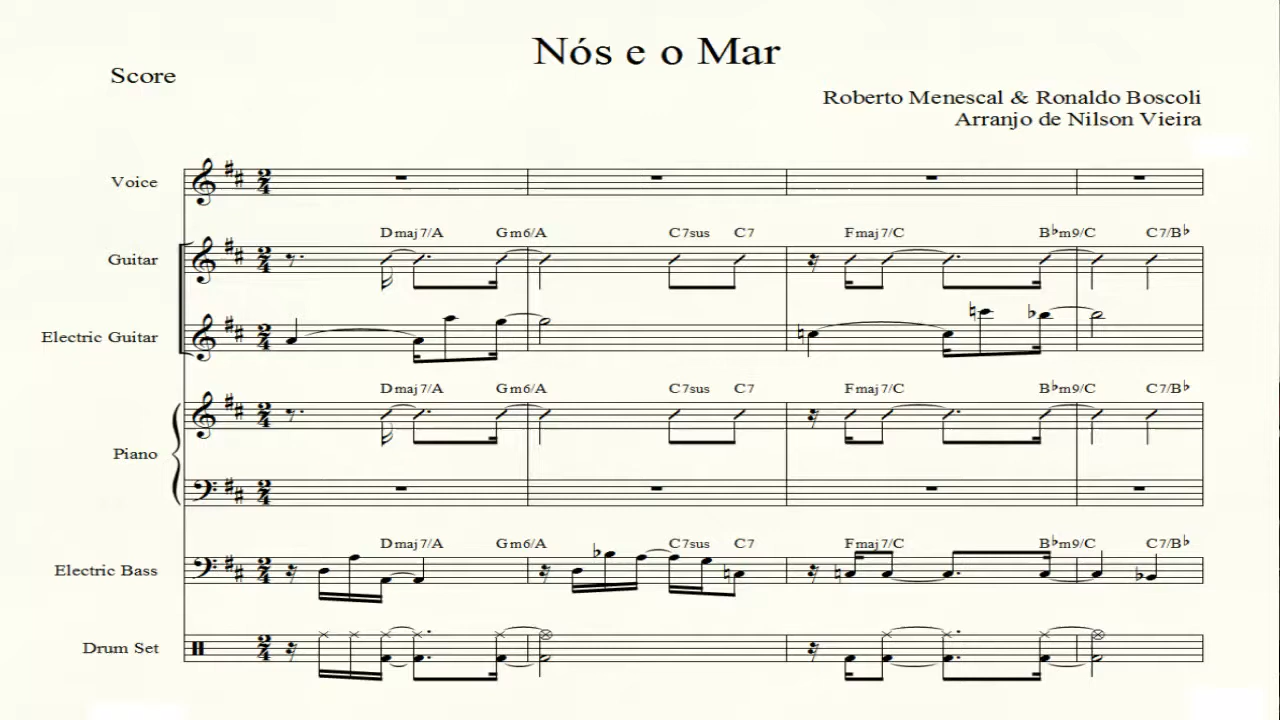 Nós e o Mar
Score
Roberto Menescal & Ronaldo Boscoli
Arranjo de Nilson Vieira
Voice
Dmaj7/A Gm6/A C7sus C7 Fmaj7/C B♭m9/C C7/B♭
Guitar
Electric Guitar
Dmaj7/A Gm6/A C7sus C7 Fmaj7/C B♭m9/C C7/B♭
Piano
Dmaj7/A Gm6/A C7sus C7 Fmaj7/C B♭m9/C C7/B♭
Electric Bass
Drum Set